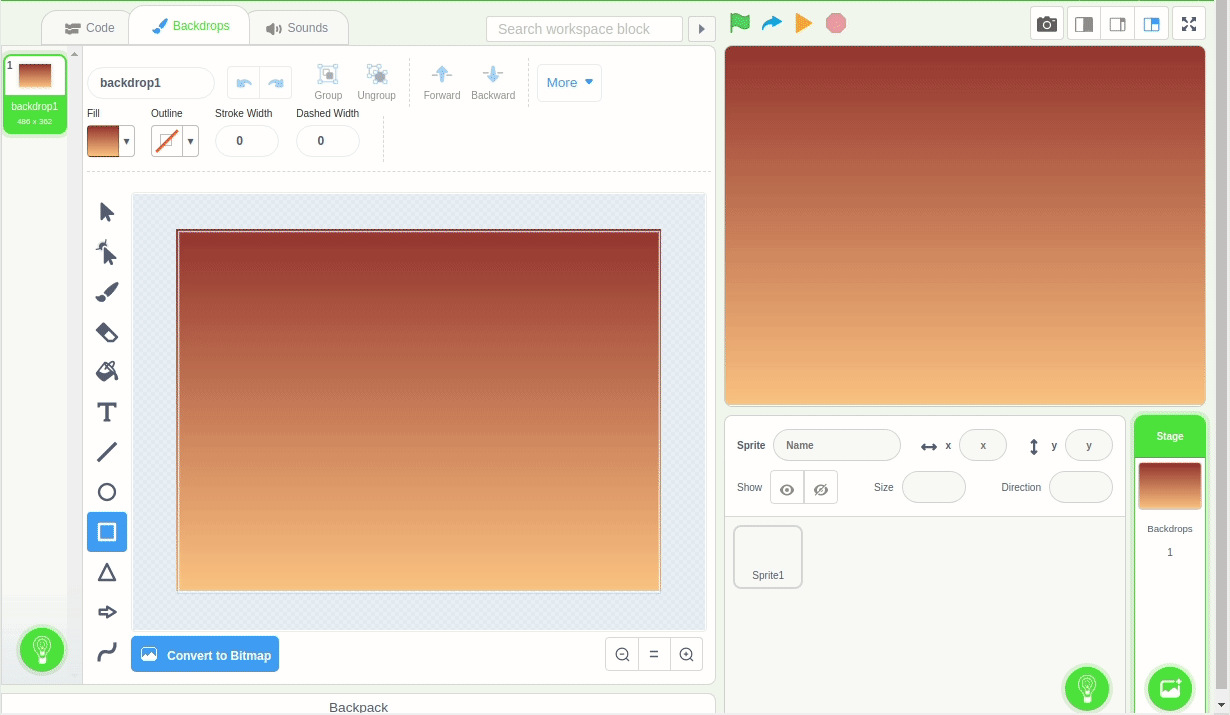 Code
Backdrops
Sounds
Search workspace block
1
backdrop1
486 x 362
backdrop1
Group
Ungroup
Forward
Backward
More
Fill
Outline
Stroke Width
Dashed Width
0
0
Convert to Bitmap
Backpack
Sprite
Name
x
x
y
y
Show
Size
Direction
Sprite1
Stage
Backdrops
1